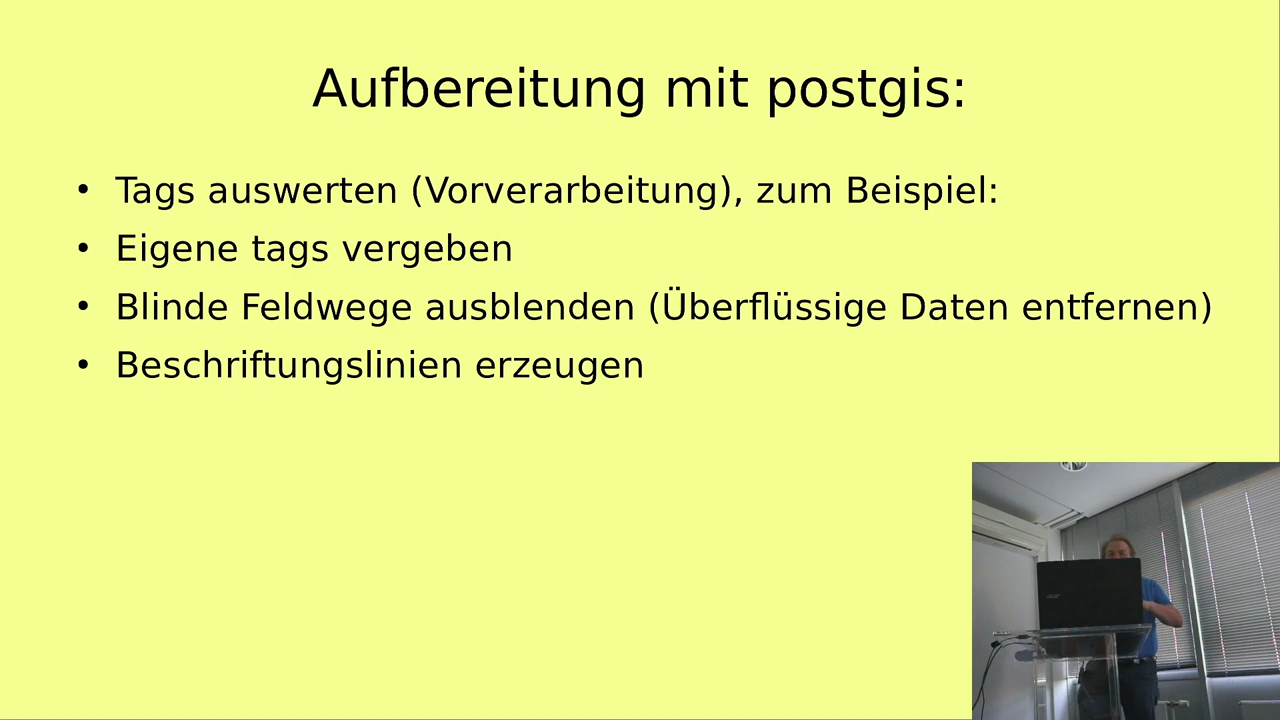 Aufbereitung mit postgis:
• Tags auswerten (Vorverarbeitung), zum Beispiel:
• Eigene tags vergeben
• Blinde Feldwege ausblenden (Überflüssige Daten entfernen)
• Beschriftungslinien erzeugen